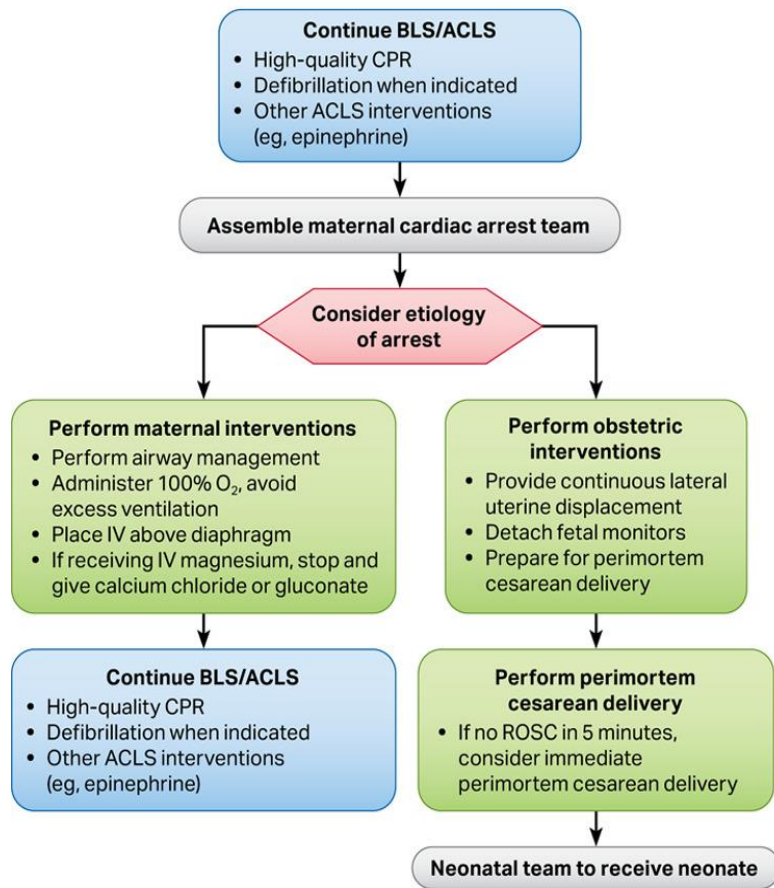 Continue BLS/ACLS
• High-quality CPR
• Defibrillation when indicated
• Other ACLS interventions
(eg, epinephrine)
Assemble maternal cardiac arrest team
Consider etiology
of arrest
Perform maternal interventions
• Perform airway management
• Administer 100% O₂, avoid
excess ventilation
• Place IV above diaphragm
• If receiving IV magnesium, stop and
give calcium chloride or gluconate
Continue BLS/ACLS
• High-quality CPR
• Defibrillation when indicated
• Other ACLS interventions
(eg, epinephrine)
Perform obstetric
interventions
• Provide continuous lateral
uterine displacement
• Detach fetal monitors
• Prepare for perimortem
cesarean delivery
Perform perimortem
cesarean delivery
• If no ROSC in 5 minutes,
consider immediate
perimortem cesarean delivery
Neonatal team to receive neonate